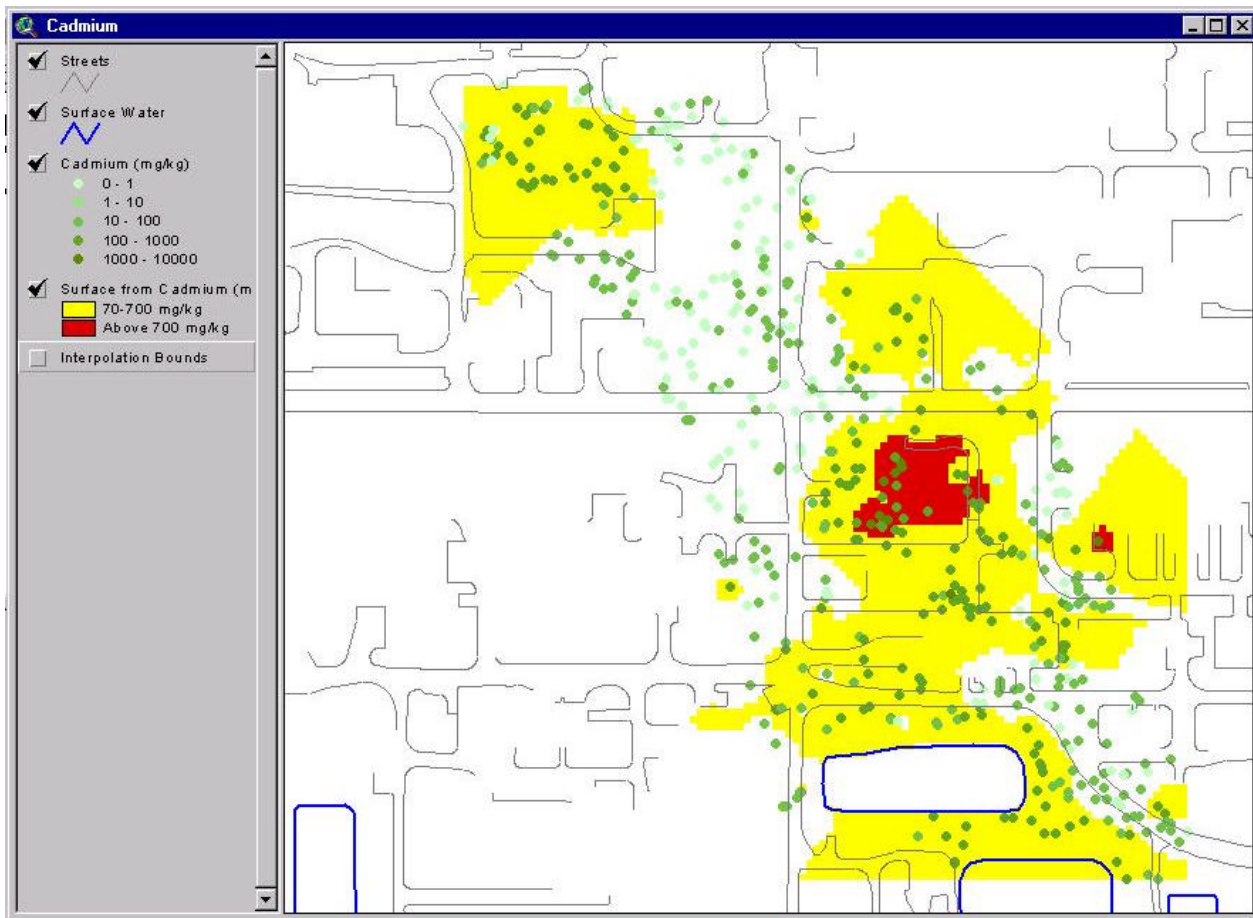 Cadmium
Streets
Surface Water
Cadmium (mg/kg)
0 - 1
1 - 10
10 - 100
100 - 1000
1000 - 10000
Surface from Cadmium (m
70-700 mg/kg
Above 700 mg/kg
Interpolation Bounds